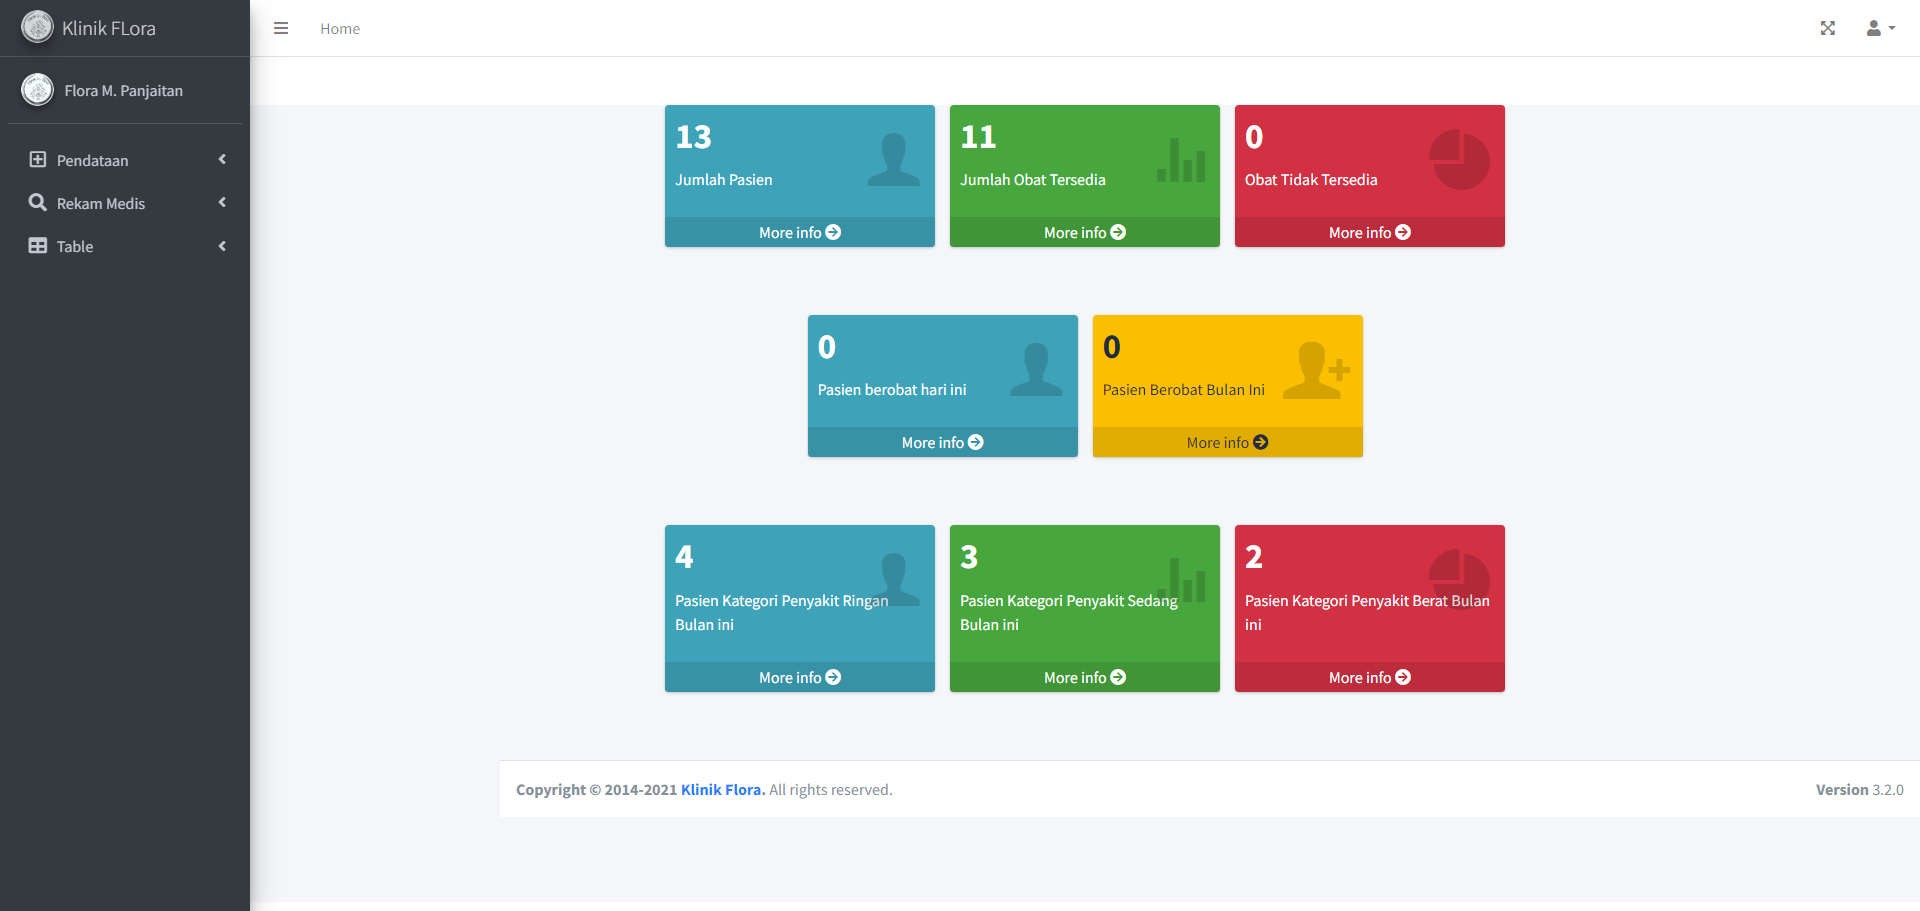 Klinik FLora
Home
Flora M. Panjaitan
Pendataan
Rekam Medis
Table
13
Jumlah Pasien
More info
11
Jumlah Obat Tersedia
More info
0
Obat Tidak Tersedia
More info
0
Pasien berobat hari ini
More info
0
Pasien Berobat Bulan Ini
More info
4
Pasien Kategori Penyakit Ringan
Bulan ini
More info
3
Pasien Kategori Penyakit Sedang
Bulan ini
More info
2
Pasien Kategori Penyakit Berat Bulan
ini
More info
Copyright © 2014-2021 Klinik Flora. All rights reserved.
Version 3.2.0